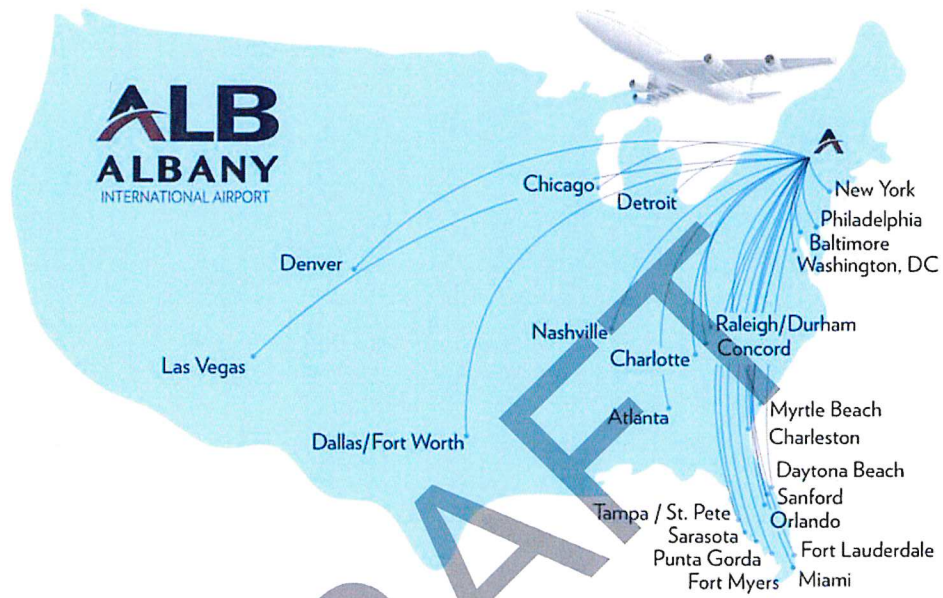 ALB
ALBANY
INTERNATIONAL AIRPORT
Chicago
Detroit
New York
Philadelphia
Baltimore
Washington, DC
Denver
Nashville
Raleigh/Durham
Charlotte
Concord
Las Vegas
Atlanta
Myrtle Beach
Charleston
Dallas/Fort Worth
Daytona Beach
Sanford
Tampa / St. Pete
Orlando
Sarasota
Punta Gorda
Fort Lauderdale
Fort Myers
Miami
DRAFT